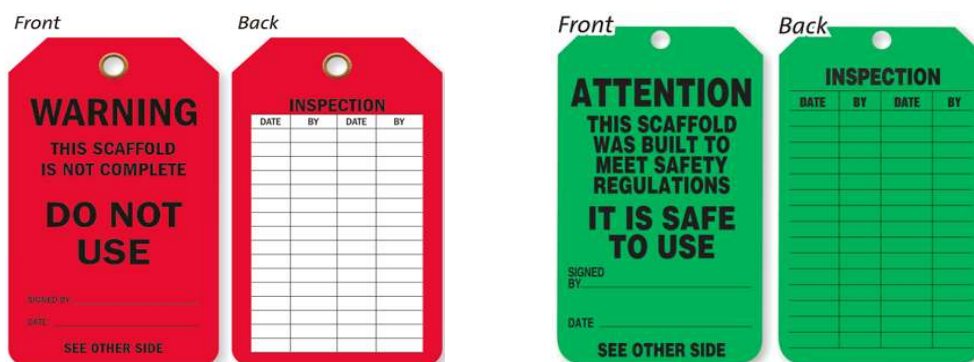 Front
WARNING
THIS SCAFFOLD
IS NOT COMPLETE
DO NOT
USE
SIGNED BY
DATE
SEE OTHER SIDE
Back
INSPECTION
DATE BY DATE BY
Front
ATTENTION
THIS SCAFFOLD
WAS BUILT TO
MEET SAFETY
REGULATIONS
IT IS SAFE
TO USE
SIGNED
BY
DATE
SEE OTHER SIDE
Back
INSPECTION
DATE BY DATE BY